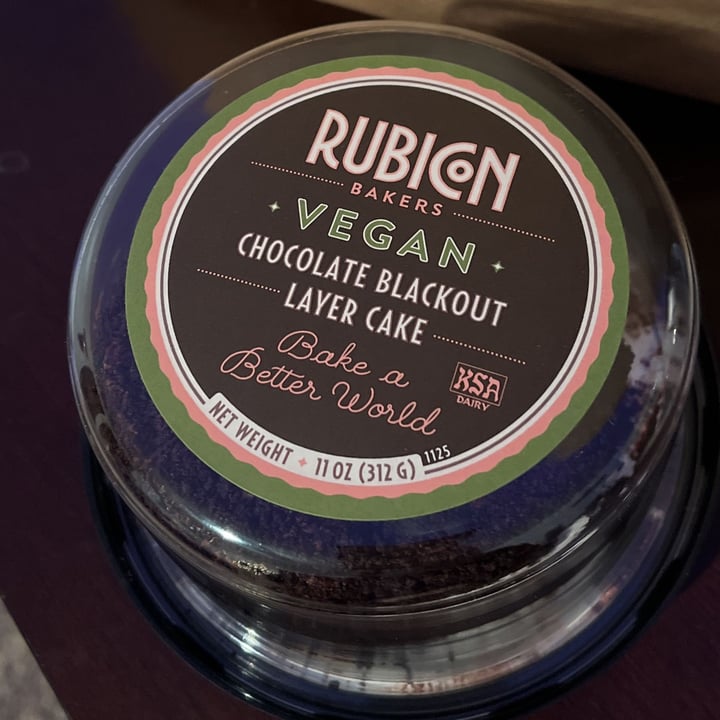 RUBICON
BAKERS
VEGAN
CHOCOLATE BLACKOUT
LAYER CAKE
Bake a
Better World
KSA
DAIRY
NET WEIGHT 11 OZ (312 G)
1125